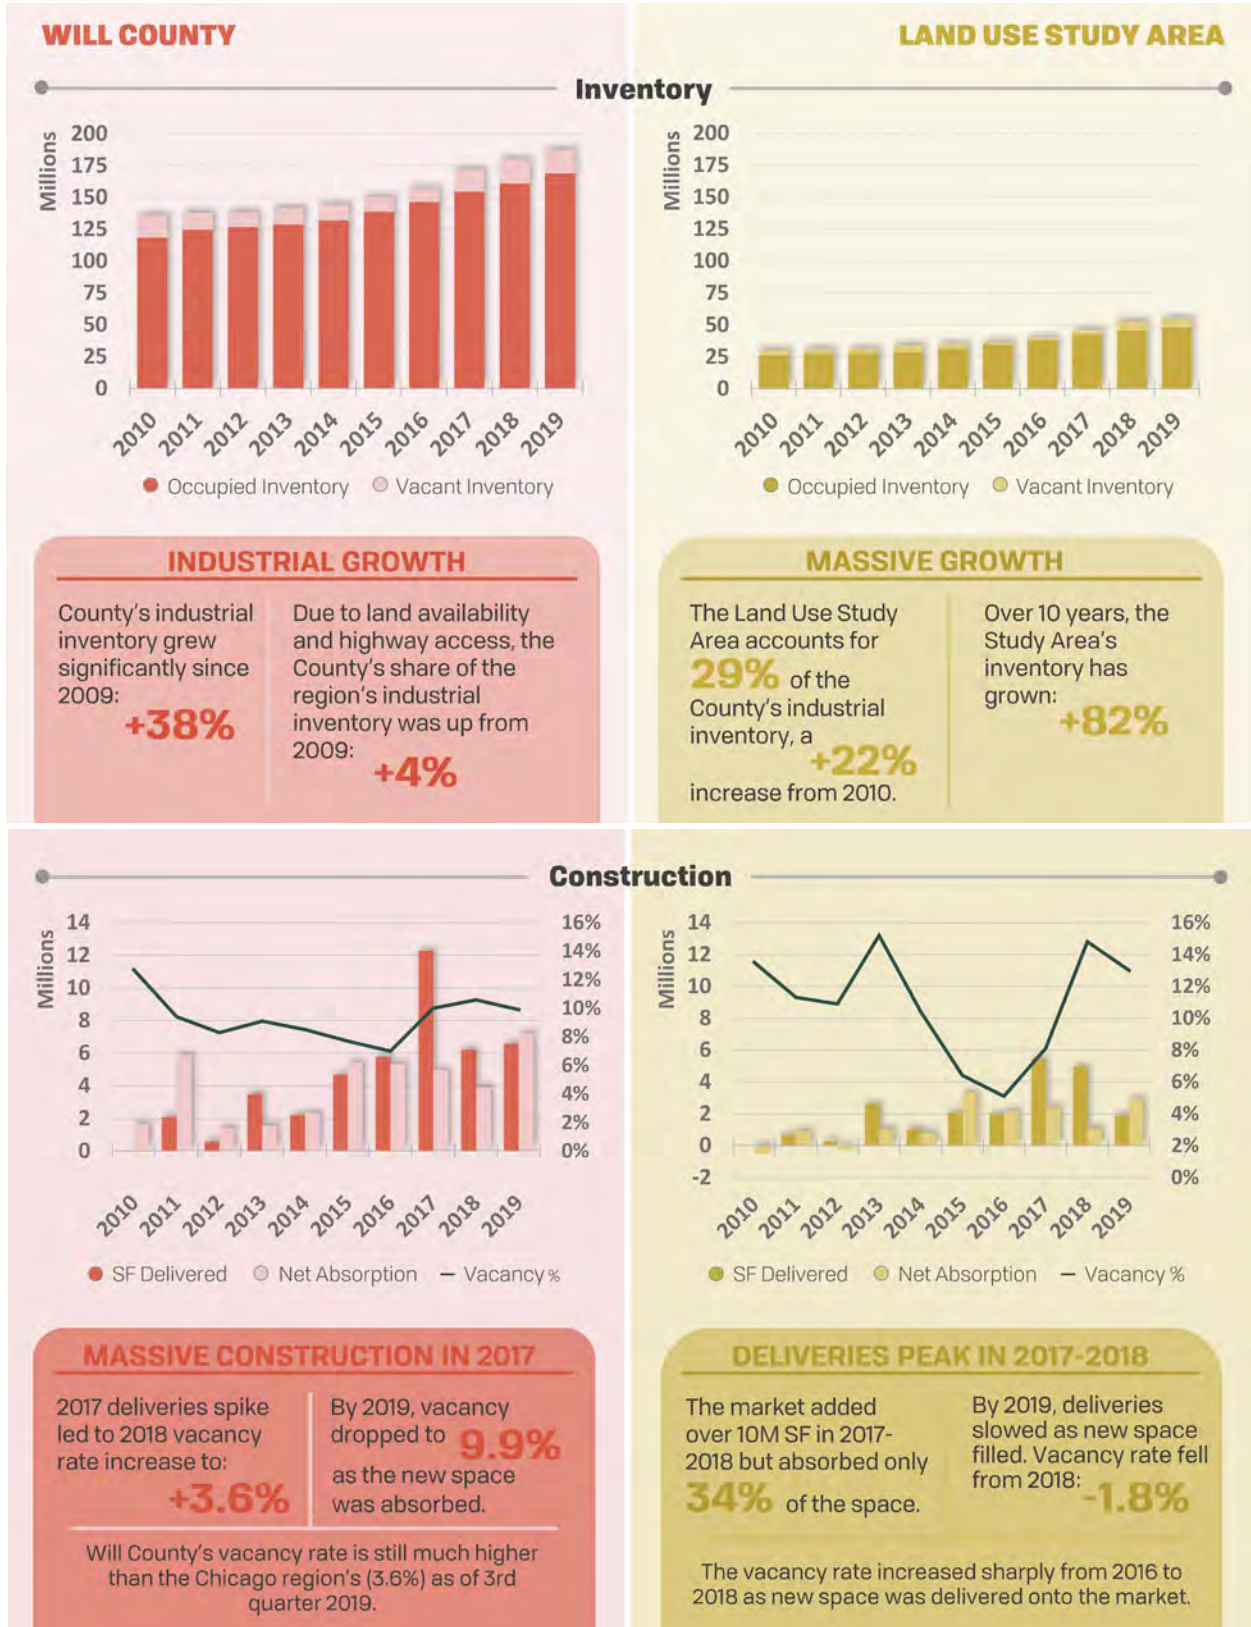 WILL COUNTY
LAND USE STUDY AREA
Inventory
Millions
200
175
150
125
100
75
50
25
0
2010 2011 2012 2013 2014 2015 2016 2017 2018 2019
Occupied Inventory Vacant Inventory
Millions
200
175
150
125
100
75
50
25
0
2010 2011 2012 2013 2014 2015 2016 2017 2018 2019
Occupied Inventory Vacant Inventory
INDUSTRIAL GROWTH
County's industrial
inventory grew
significantly since
2009:
+38%
Due to land availability
and highway access, the
County's share of the
region's industrial
inventory was up from
2009:
+4%
MASSIVE GROWTH
The Land Use Study
Area accounts for
29% of the
County's industrial
inventory, a
+22%
increase from 2010.
Over 10 years, the
Study Area's
inventory has
grown:
+82%
Construction
Millions
14
12
10
8
6
4
2
0
16%
14%
12%
10%
8%
6%
4%
2%
0%
2010 2011 2012 2013 2014 2015 2016 2017 2018 2019
SF Delivered Net Absorption Vacancy %
Millions
14
12
10
8
6
4
2
0
-2
16%
14%
12%
10%
8%
6%
4%
2%
0%
2010 2011 2012 2013 2014 2015 2016 2017 2018 2019
SF Delivered Net Absorption Vacancy %
MASSIVE CONSTRUCTION IN 2017
2017 deliveries spike
led to 2018 vacancy
rate increase to:
+3.6%
By 2019, vacancy
dropped to 9.9%
as the new space
was absorbed.
Will County's vacancy rate is still much higher
than the Chicago region's (3.6%) as of 3rd
quarter 2019.
DELIVERIES PEAK IN 2017-2018
The market added
over 10M SF in 2017-
2018 but absorbed only
34% of the space.
By 2019, deliveries
slowed as new space
filled. Vacancy rate fell
from 2018:
-1.8%
The vacancy rate increased sharply from 2016 to
2018 as new space was delivered onto the market.